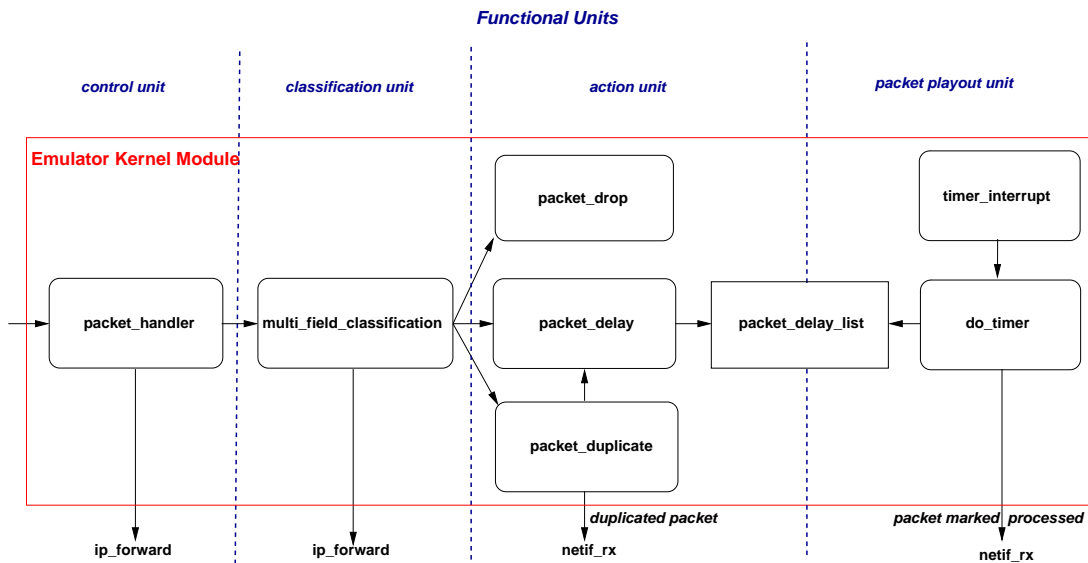 Functional Units
control unit
classification unit
action unit
packet playout unit
Emulator Kernel Module
packet_drop
timer_interrupt
packet_handler
multi_field_classification
packet_delay
packet_delay_list
do_timer
packet_duplicate
duplicated packet
packet marked processed
ip_forward
ip_forward
netif_rx
netif_rx